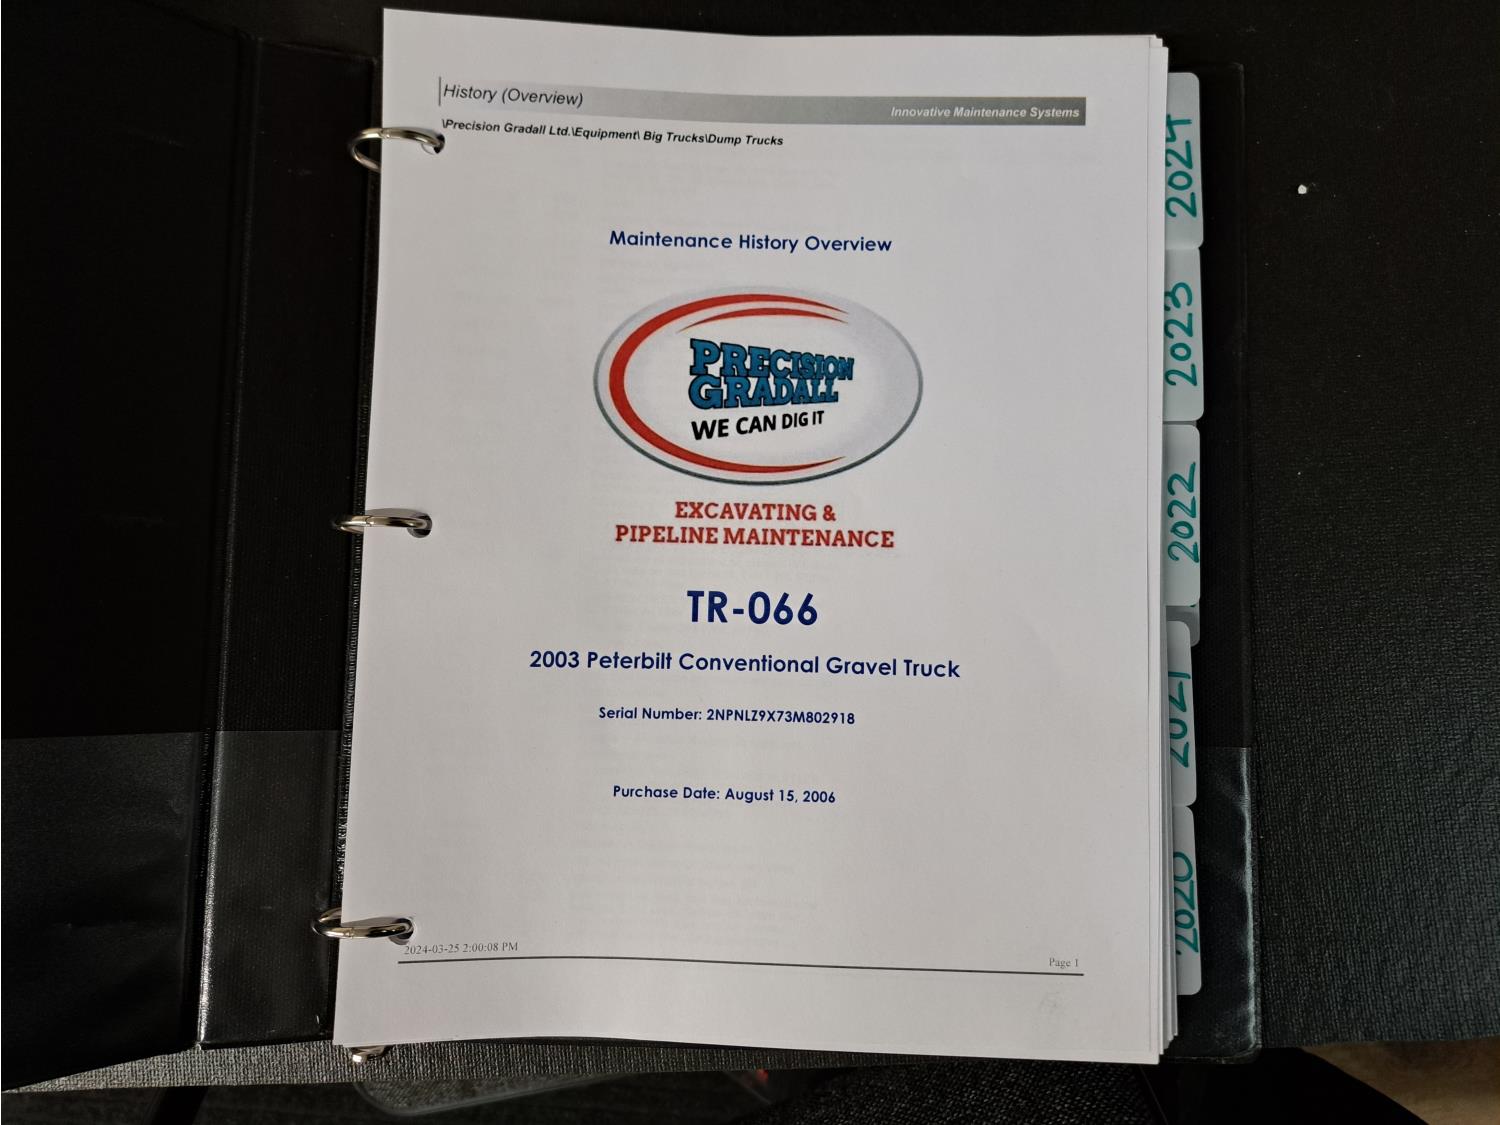 History (Overview)
Innovative Maintenance Systems
\Precision Gradall Ltd.\Equipment\ Big Trucks\Dump Trucks
Maintenance History Overview
PRECISION
GRADALL
WE CAN DIG IT
EXCAVATING &
PIPELINE MAINTENANCE
TR-066
2003 Peterbilt Conventional Gravel Truck
Serial Number: 2NPNLZ9X73M802918
Purchase Date: August 15, 2006
2024-03-25 2:00:08 PM
Page 1
2024
2023
2022
2021
2020